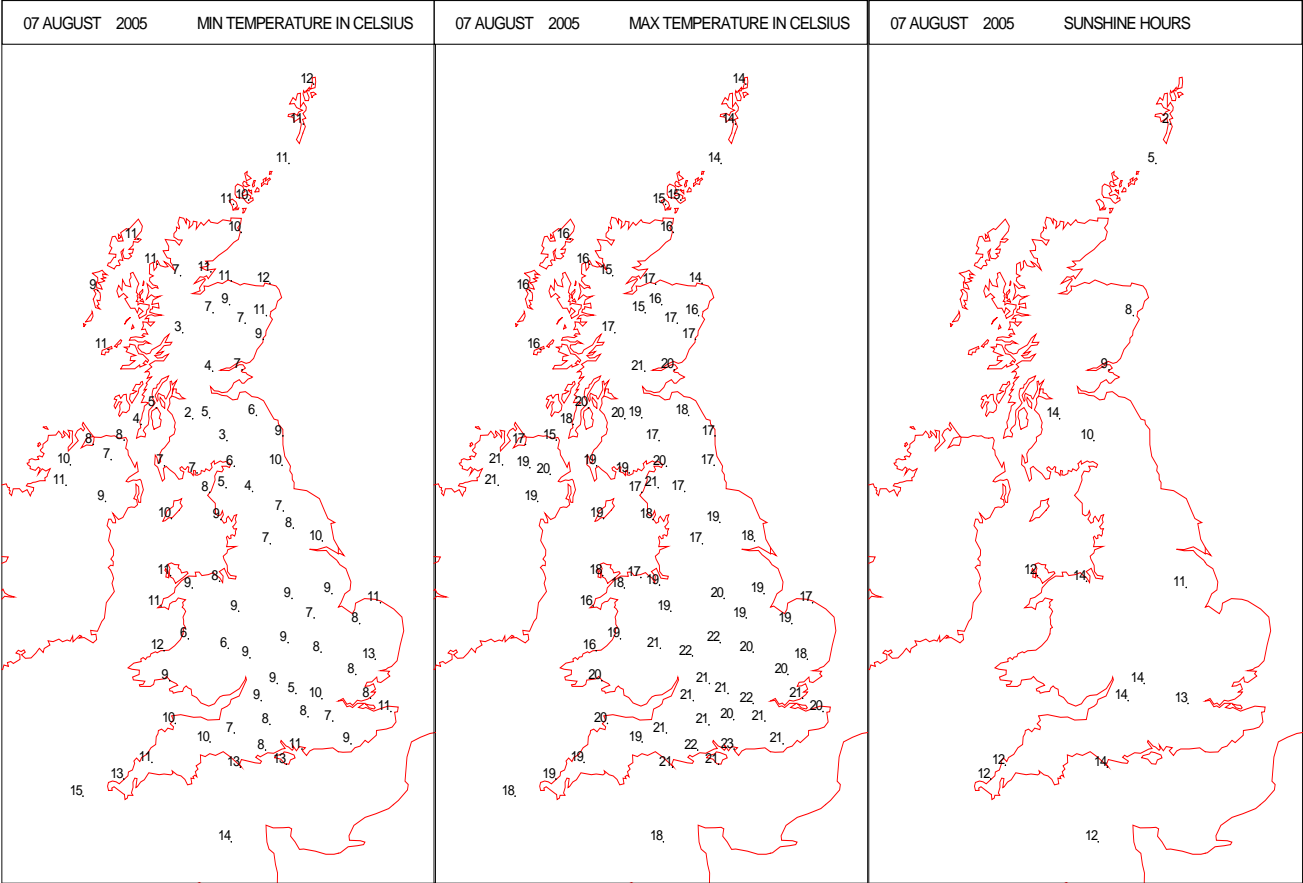 07 AUGUST 2005 MIN TEMPERATURE IN CELSIUS
12
11
11
11 10
10
11
11
7 11
11 12
9
9
7 11
7
3 9
11
4 7
5
2 5 6
4
8 8 3 9
10 7 7 7 6 10
11 8 5 4
9
10 9 7
8
7 10
11 8
9 9 9
11 9 7 11
8
6 9
12 6 9 8 13
9 8
9 5
9 10 8
11
10 8 8 7
7
10 8 11 9
11 13 13
13
15
14
07 AUGUST 2005 MAX TEMPERATURE IN CELSIUS
14
14
14
15 15
16
16
16
15
17 14
16
16
15 16
17
17 17
16
21 20
20
20 19 18
18
17 15 17 17
21 19 20 19 19 20 17
21 17 21 17
19
19 18 19
17 18
18 17
18 19 20 19
16 19 19 17
19
19 22
16 21 22 20 18
20 20
21 21
21 22 21
20
20 21 20 21
21
19 22 23 21
19 21 21
19
18
18
07 AUGUST 2005 SUNSHINE HOURS
2
5
8
9
14
10
12 14
11
14
14 13
12 14
12
12